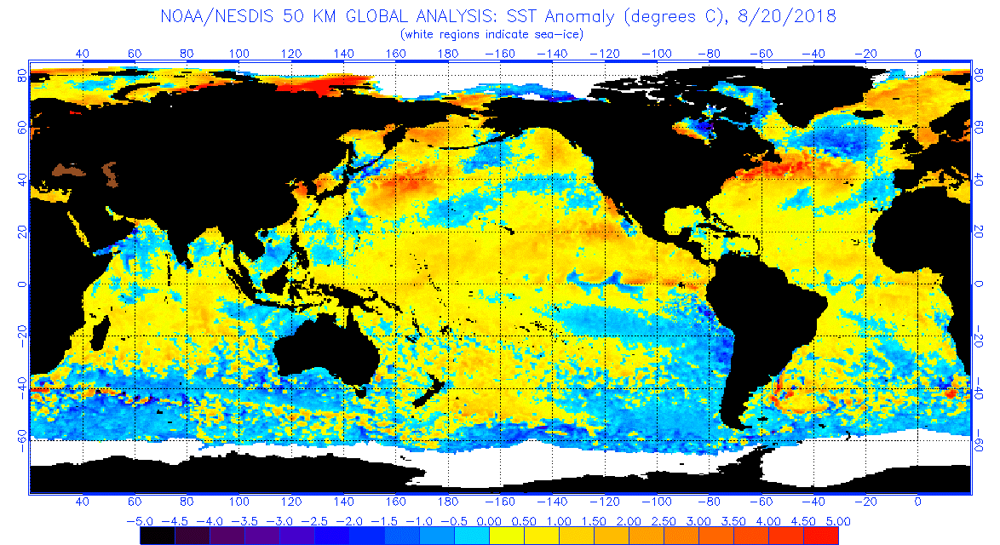 NOAA/NESDIS 50 KM GLOBAL ANALYSIS: SST Anomaly (degrees C), 8/20/2018
(white regions indicate sea-ice)
40 60 80 100 120 140 160 180 -160 -140 -120 -100 -80 -60 -40 -20 0
80 80
60 60
40 40
20 20
0 0
-20 -20
-40 -40
-60 -60
40 60 80 100 120 140 160 180 -160 -140 -120 -100 -80 -60 -40 -20 0
-5.0 -4.5 -4.0 -3.5 -3.0 -2.5 -2.0 -1.5 -1.0 -0.5 0.00 0.50 1.00 1.50 2.00 2.50 3.00 3.50 4.00 4.50 5.00